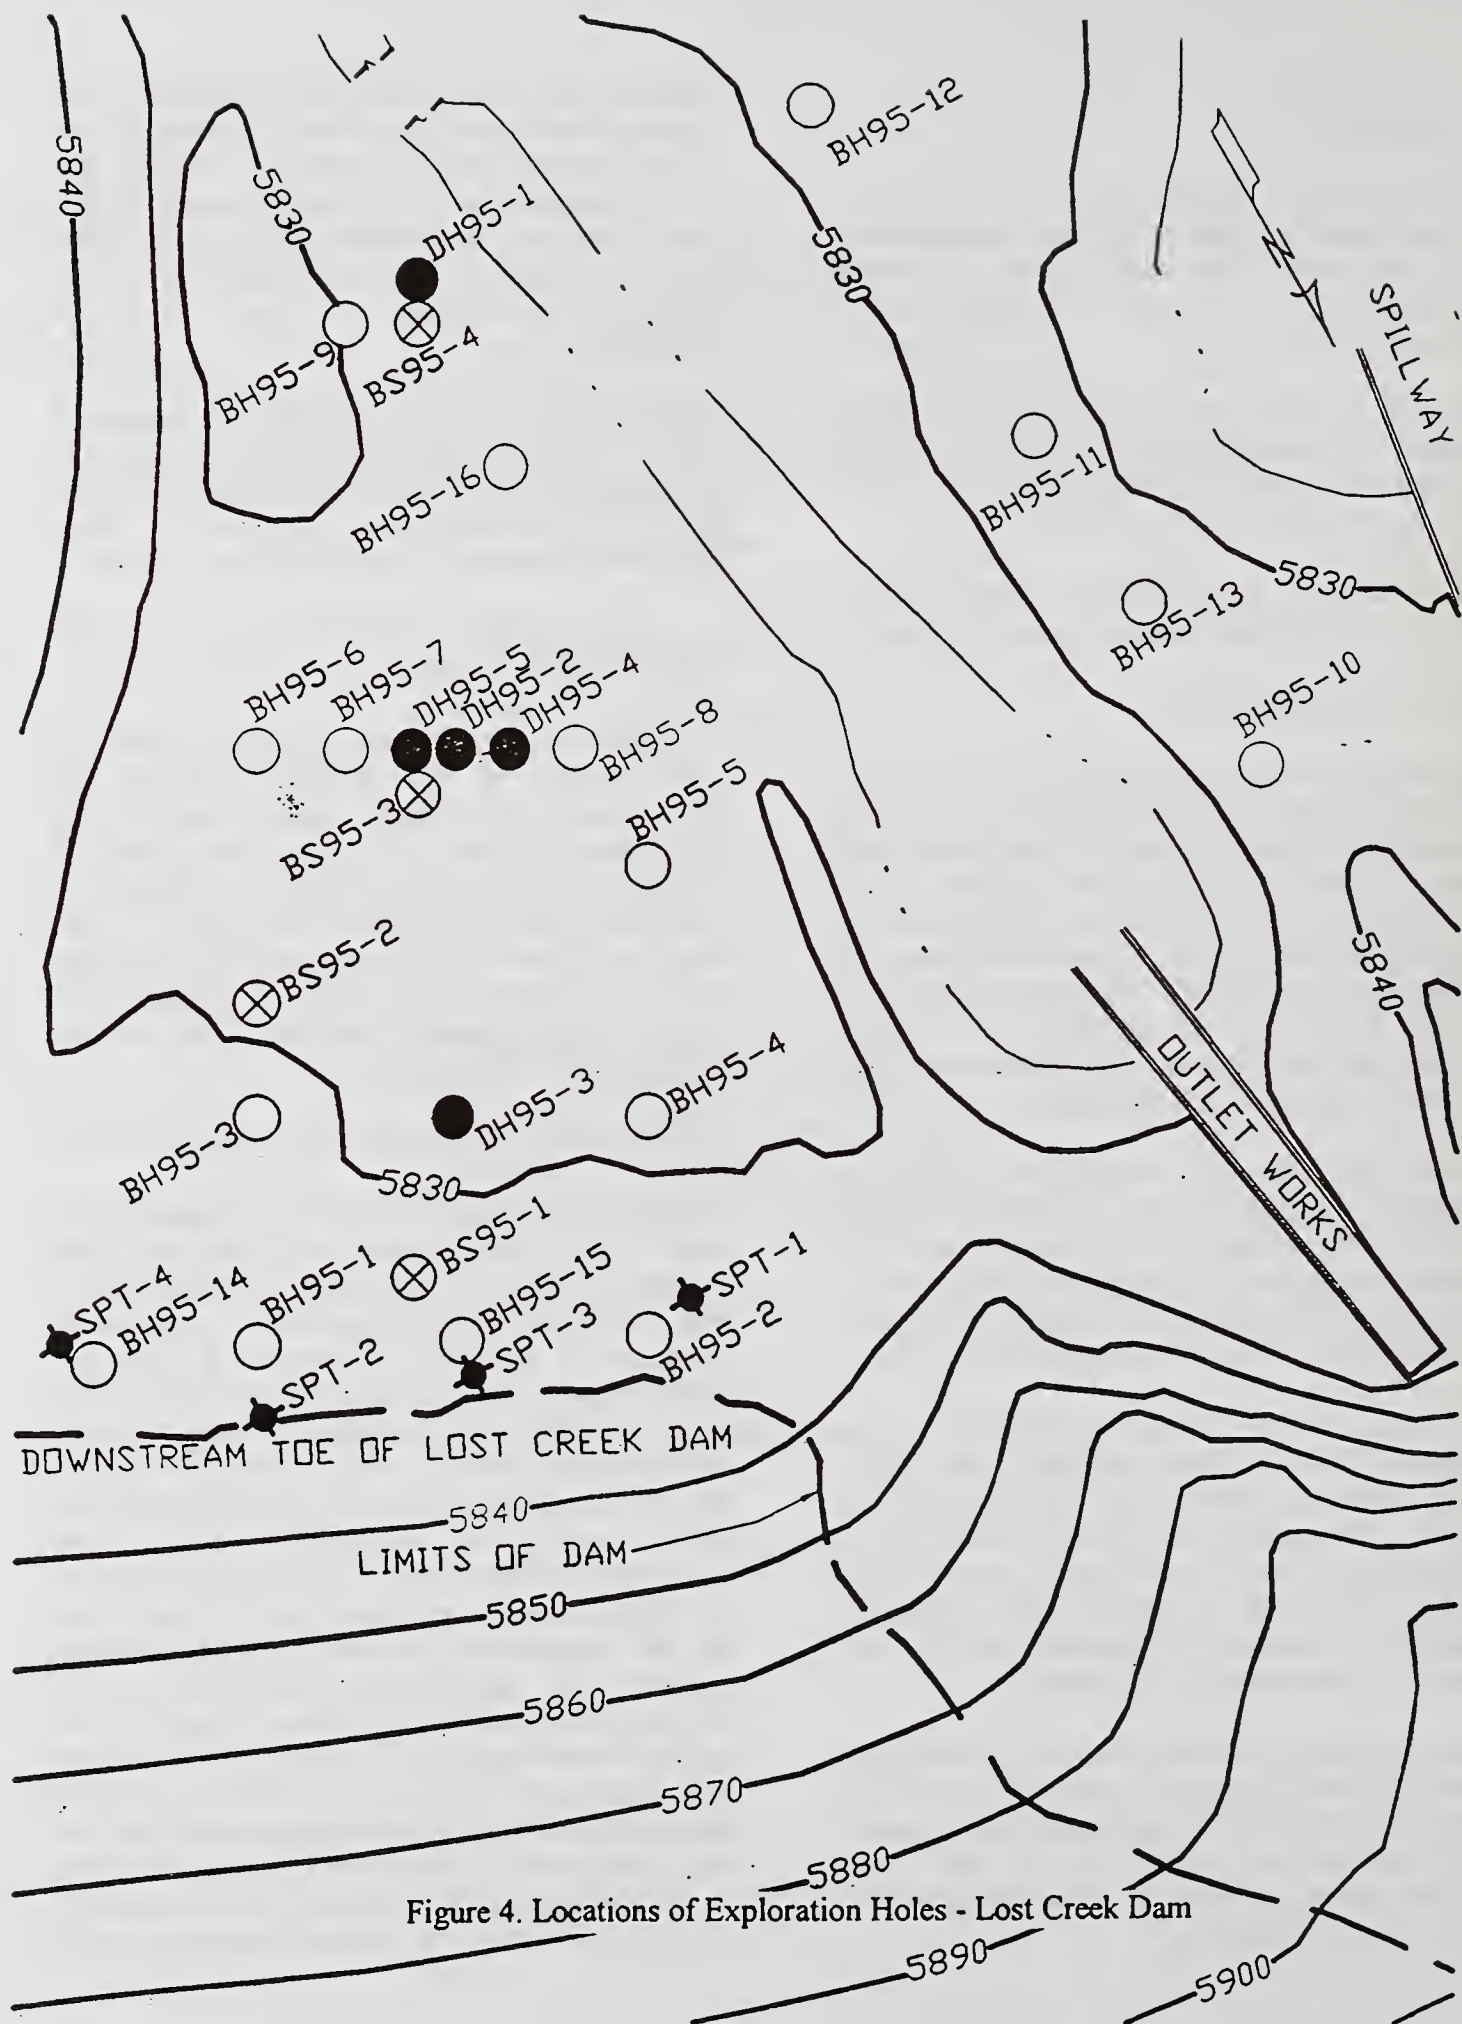 5840
BH95-12
5830
DH95-1
5830
N
SPILLWAY
BH95-9
BS95-4
BH95-11
BH95-16
5830
BH95-13
BH95-6
BH95-7
DH95-5
DH95-2
DH95-4
BH95-8
BH95-10
BS95-3
BH95-5
BS95-2
5840
OUTLET WORKS
BH95-4
DH95-3
BH95-3
5830
BS95-1
SPT-4
BH95-14
BH95-1
BH95-15
SPT-1
SPT-3
BH95-2
SPT-2
DOWNSTREAM TOE OF LOST CREEK DAM
5840
LIMITS OF DAM
5850
5860
5870
5880
Figure 4. Locations of Exploration Holes - Lost Creek Dam
5890
5900